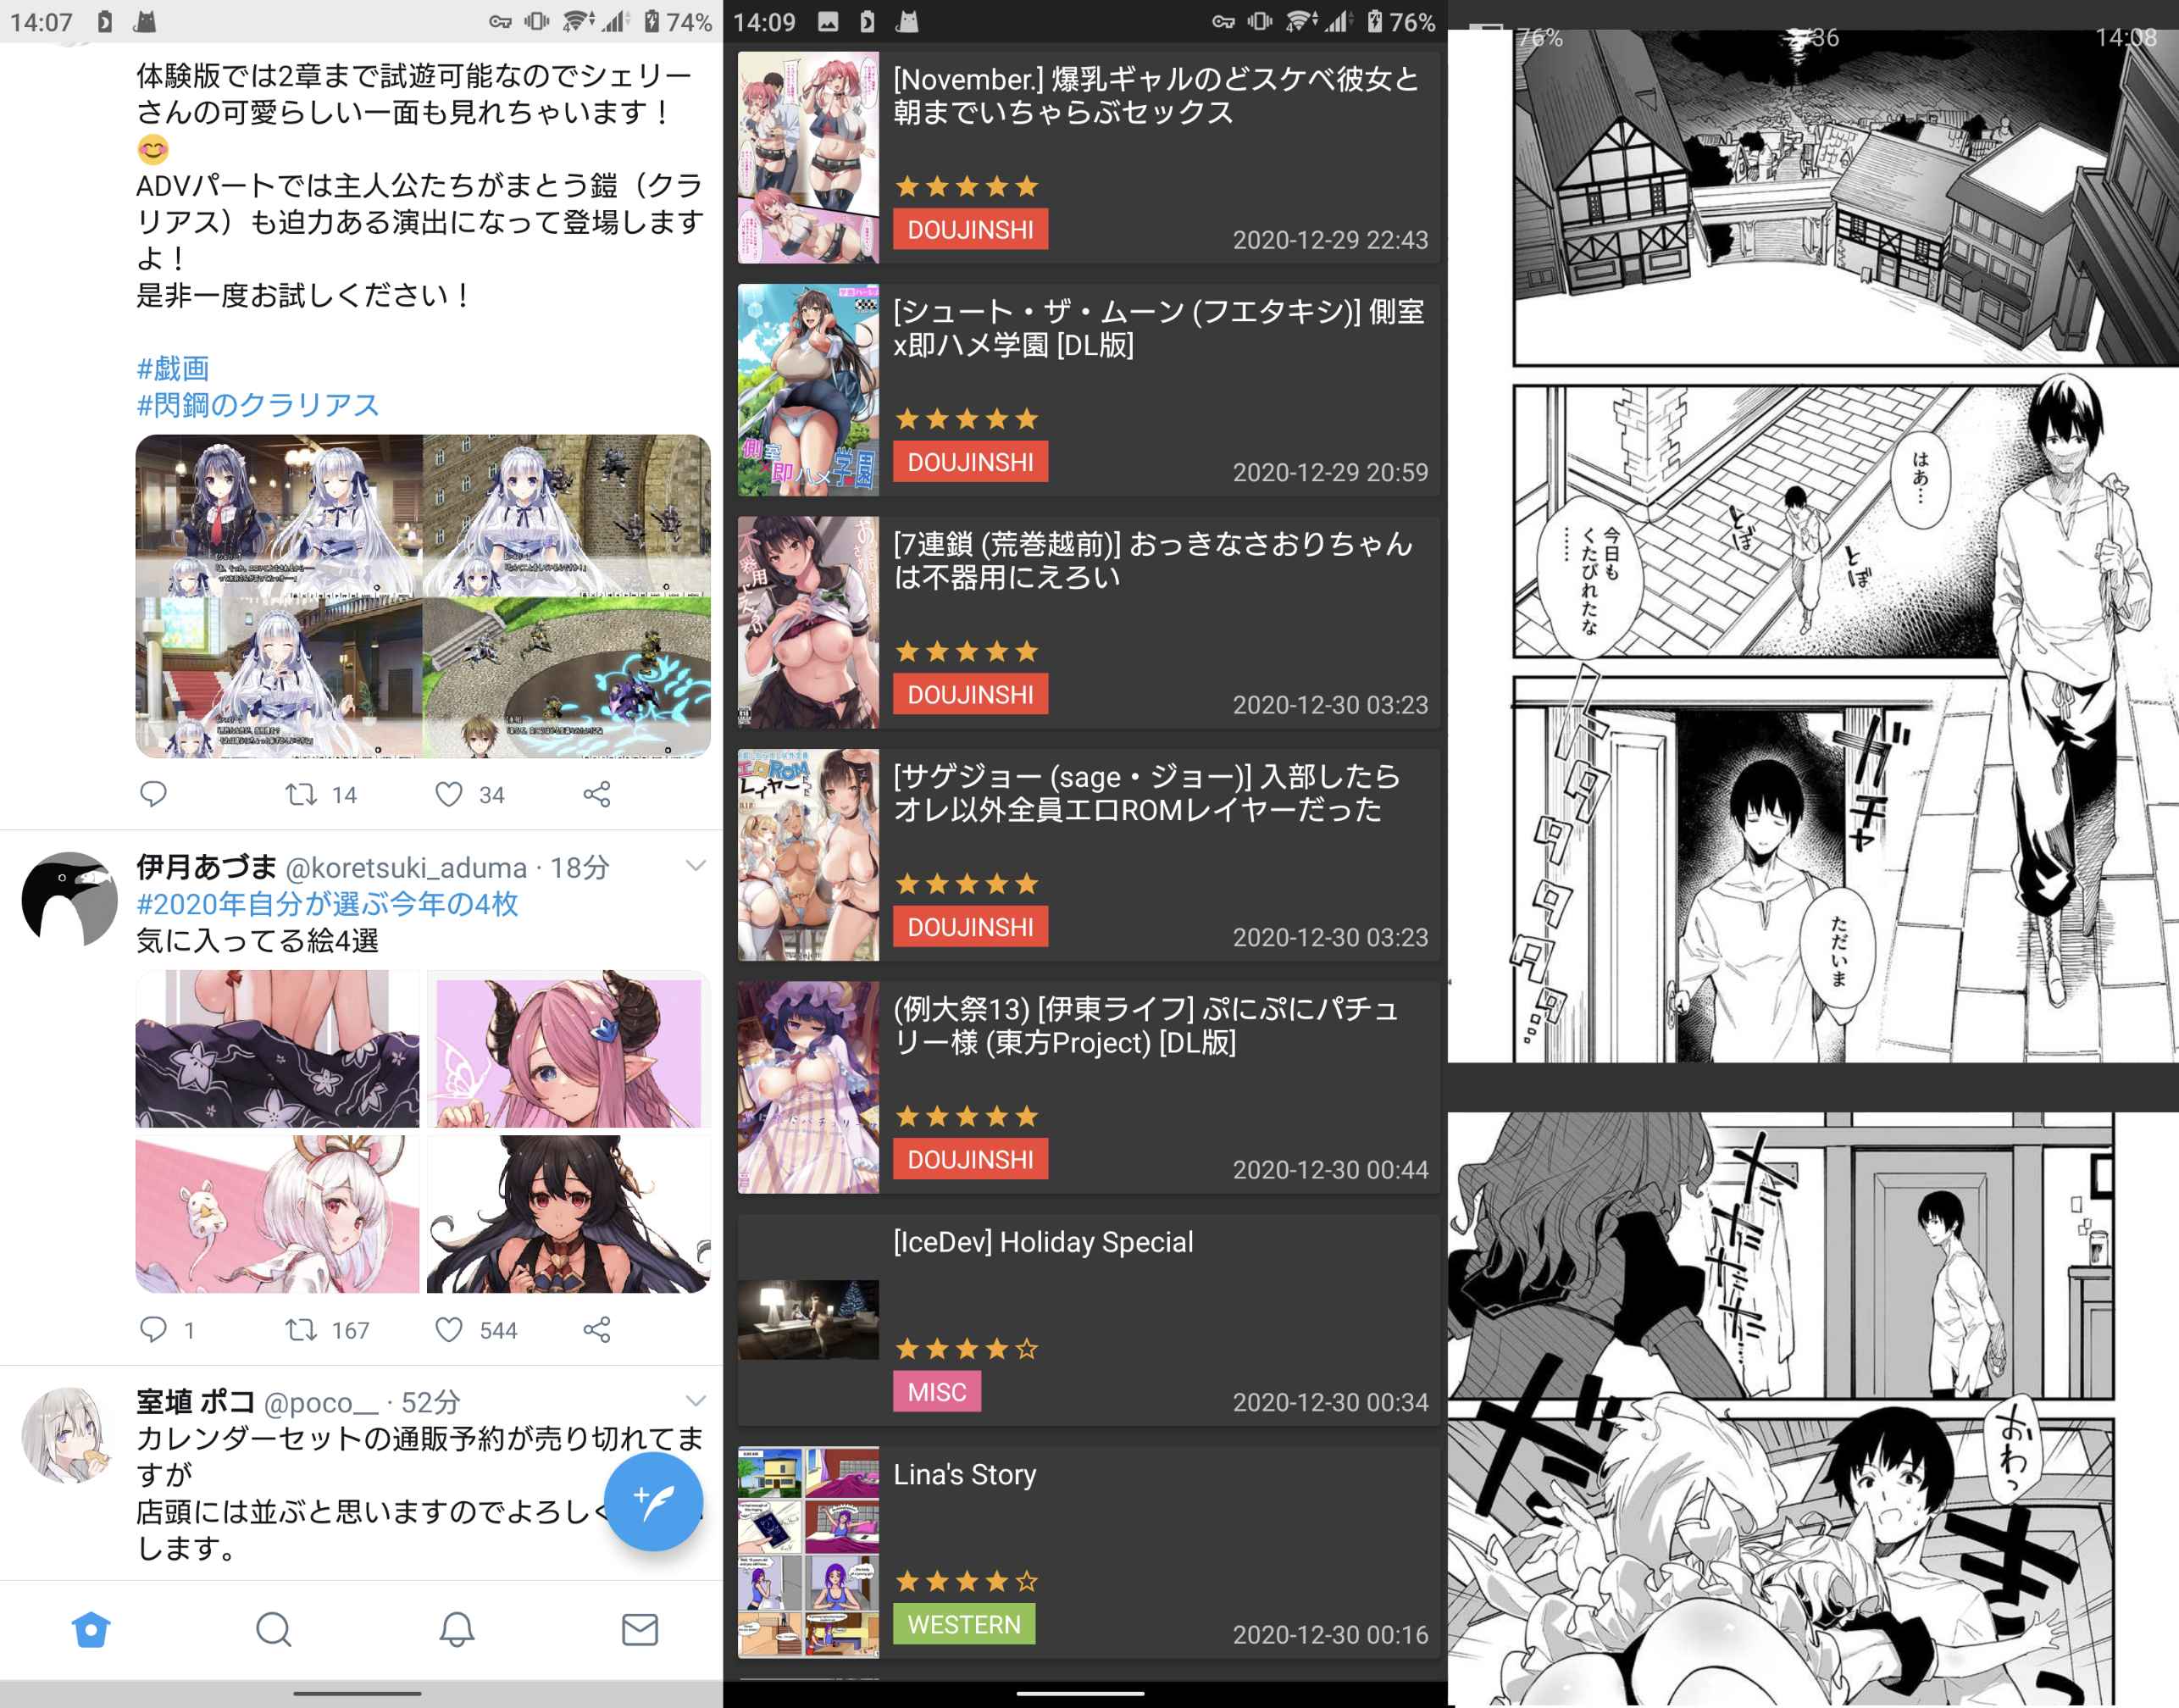 14:07
74%
体験版では2章まで試遊可能なのでシェリー
さんの可愛らしい一面も見れちゃいます！
😊
ADVパートでは主人公たちがまとう鎧（クラ
リアス）も迫力ある演出になって登場します
よ！
是非一度お試しください！
#戯画
#閃鋼のクラリアス
14
34
伊月あづま @koretsuki_aduma · 18分
#2020年自分が選ぶ今年の4枚
気に入ってる絵4選
1
167
544
室埴 ポコ @poco__ · 52分
カレンダーセットの通販予約が売り切れてま
すが
店頭には並ぶと思いますのでよろしく
します。
14:09
76%
[November.] 爆乳ギャルのどスケベ彼女と
朝までいちゃらぶセックス
DOUJINSHI
2020-12-29 22:43
[シュート・ザ・ムーン (フエタキシ)] 側室
x即ハメ学園 [DL版]
側室
×即ハメ学園
DOUJINSHI
2020-12-29 20:59
[7連鎖 (荒巻越前)] おっきなさおりちゃん
は不器用にえろい
DOUJINSHI
2020-12-30 03:23
[サゲジョー (sage・ジョー)] 入部したら
オレ以外全員エロROMレイヤーだった
エロROM
レイヤー
DOUJINSHI
2020-12-30 03:23
(例大祭13) [伊東ライフ] ぷにぷにパチュ
リー様 (東方Project) [DL版]
DOUJINSHI
2020-12-30 00:44
[IceDev] Holiday Special
MISC
2020-12-30 00:34
Lina's Story
WESTERN
2020-12-30 00:16
76%
/36
14:08
はあ…
とぼ
とぼ
今日も
くたびれたな
……
ガチャ
ただいま
ドタタタタ…
おわっ